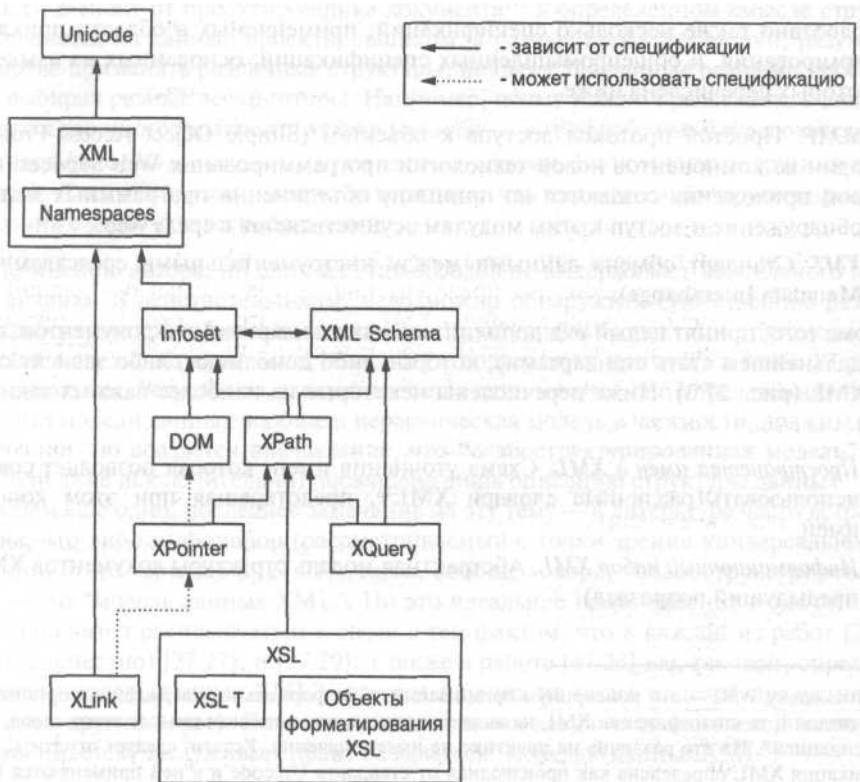 Unicode
- зависит от спецификации
- может использовать спецификацию
XML
Namespaces
Infoset
XML Schema
DOM
XPath
XPointer
XQuery
XSL
XLink
XSL T
Объекты
форматирования
XSL